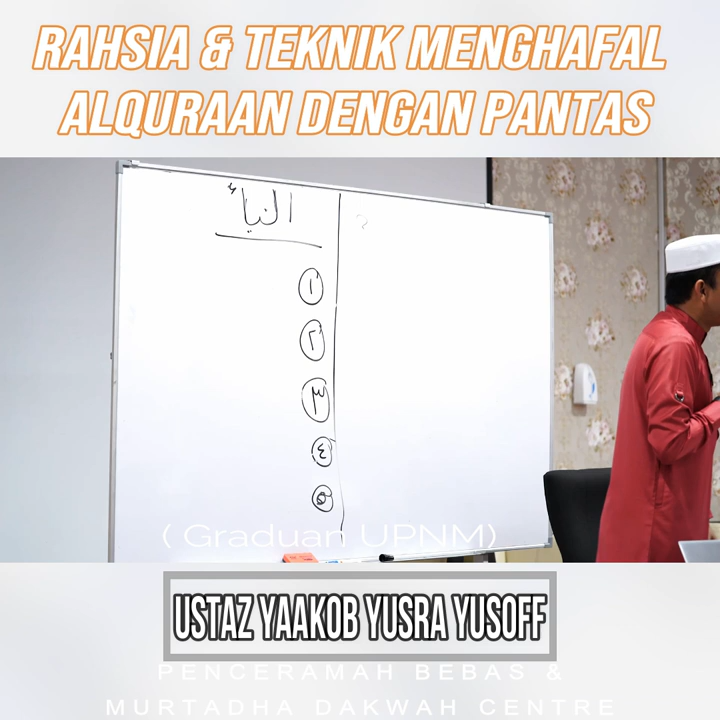 RAHSIA & TEKNIK MENGHAFAL
ALQURAAN DENGAN PANTAS
النبأ
١
٢
٣
٤
٥
( Graduan UPNM)
USTAZ YAAKOB YUSRA YUSOFF
PENCERAMAH BEBAS &
MURTADHA DAKWAH CENTRE